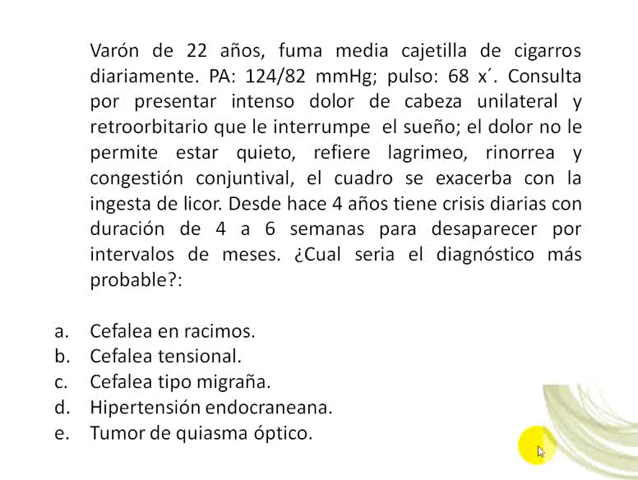 Varón de 22 años, fuma media cajetilla de cigarros
diariamente. PA: 124/82 mmHg; pulso: 68 x´. Consulta
por presentar intenso dolor de cabeza unilateral y
retroorbitario que le interrumpe el sueño; el dolor no le
permite estar quieto, refiere lagrimeo, rinorrea y
congestión conjuntival, el cuadro se exacerba con la
ingesta de licor. Desde hace 4 años tiene crisis diarias con
duración de 4 a 6 semanas para desaparecer por
intervalos de meses. ¿Cual seria el diagnóstico más
probable?:
a. Cefalea en racimos.
b. Cefalea tensional.
c. Cefalea tipo migraña.
d. Hipertensión endocraneana.
e. Tumor de quiasma óptico.